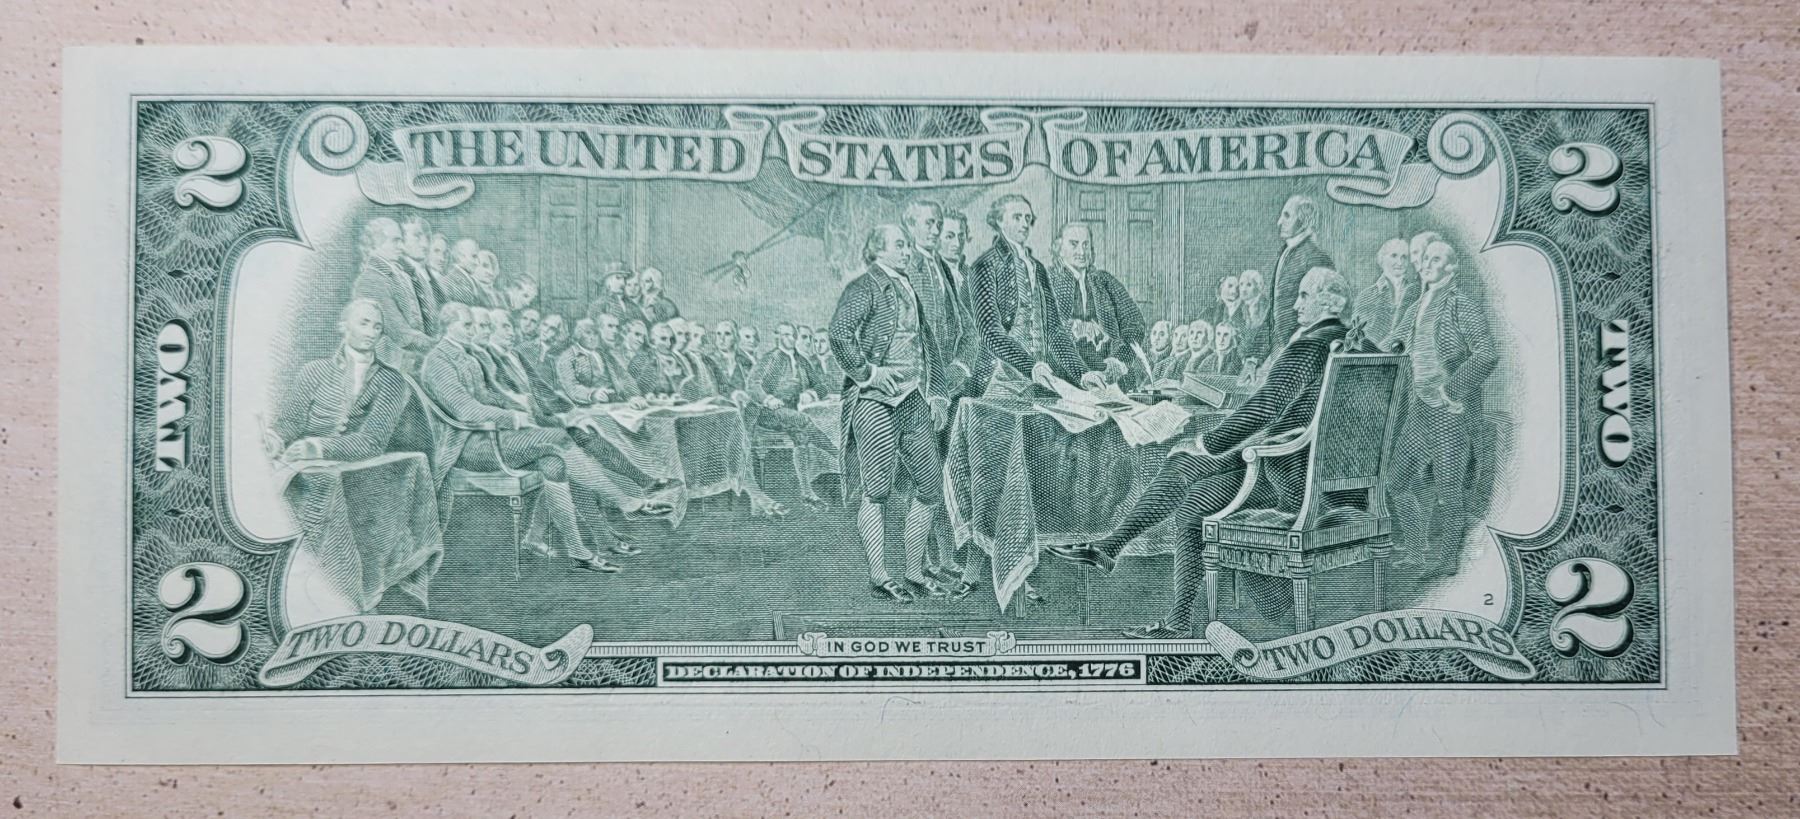 THE UNITED STATES OF AMERICA
2
2
TWO
TWO
2
2
2
TWO DOLLARS
IN GOD WE TRUST
TWO DOLLARS
DECLARATION OF INDEPENDENCE, 1776